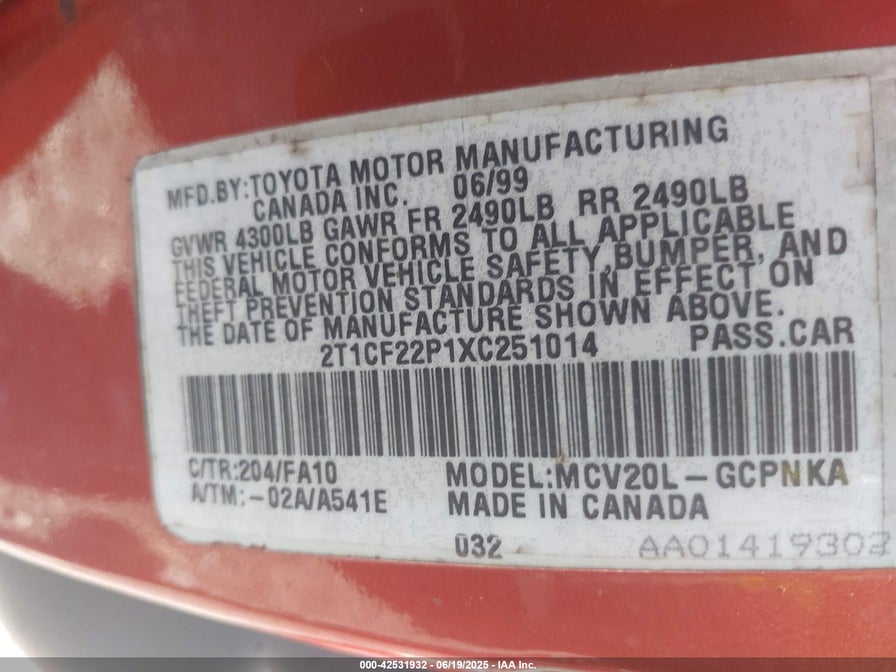 MFD.BY:TOYOTA MOTOR MANUFACTURING
CANADA INC. 06/99
GVWR 4300LB GAWR FR 2490LB RR 2490LB
THIS VEHICLE CONFORMS TO ALL APPLICABLE
FEDERAL MOTOR VEHICLE SAFETY,BUMPER, AND
THEFT PREVENTION STANDARDS IN EFFECT ON
THE DATE OF MANUFACTURE SHOWN ABOVE.
2T1CF22P1XC251014 PASS.CAR
C/TR:204/FA10 MODEL:MCV20L-GCPNKA
A/TM:-02A/A541E MADE IN CANADA
032 AA01419303
000-42531932 - 06/19/2025 - IAA Inc.